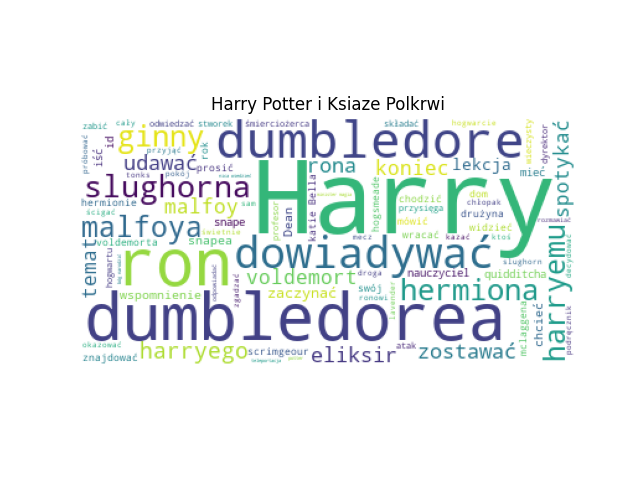 Harry Potter i Ksiaze Polkrwi
zabić
cały
odwiedzać
stworek
śmierciożerca
składać
hogwarcie
próbować
iść
id
ginny
rok
dumbledore
wieczysty
dyrektor
spotykać
przyjąć
udawać
prosić
rona
koniec
lekcja
mieć
tonks
pokój
slughorna
Harry
hermionie
malfoy
sam
profesor
Dean
katie Bella
hogsmeade
chodzić
przysięga
dom
chłopak
drużyna
ścigać
malfoya
snape
mówić
widzieć
rozmawiać
voldemorta
snapea
świetnie
mecz
wracać
kazać
ktoś
harryemu
temat
hogwartu
ron
dowiadywać
slughorn
decydować
odpowiadać
zgadzać
voldemort
droga
nauczyciel
quidditcha
wspomnienie
zaczynać
swój
ronowi
hermiona
lavender
dumbledorea
mclaggena
chcieć
podręcznik
okazować
znajdować
harryego
scrimgeour
teleportacja
eliksir
atak
zostawać